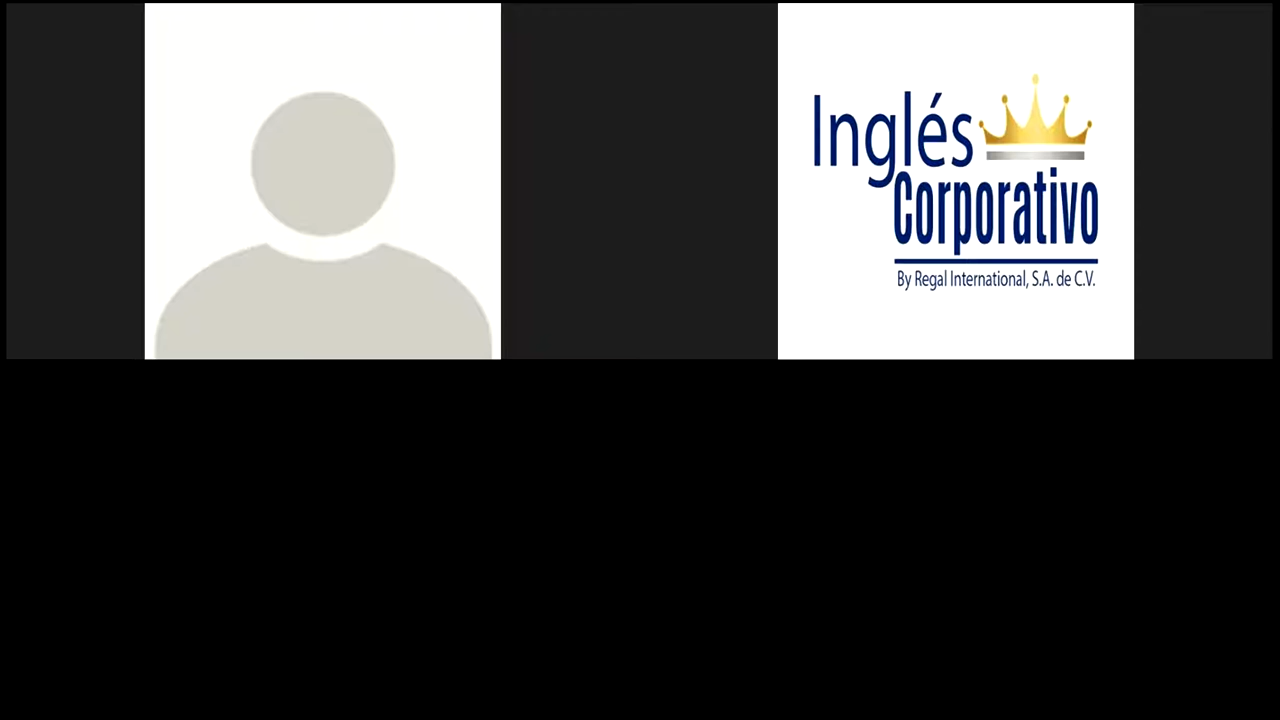 Inglés
Corporativo
By Regal International, S.A. de C.V.